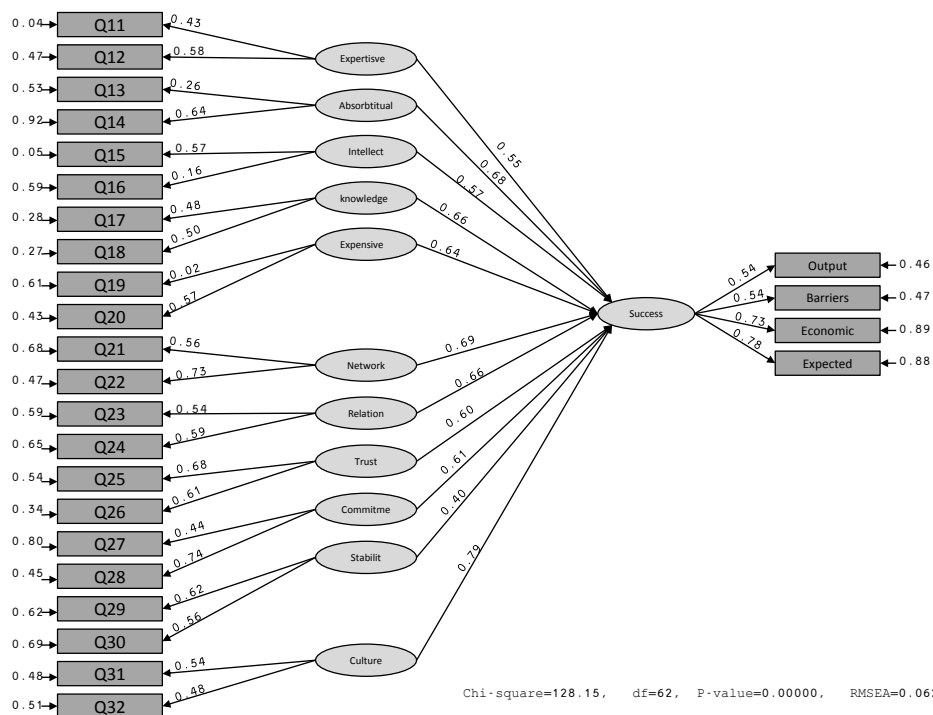 0.04 Q11 0.43
0.47 Q12 0.58 Expertisve
0.53 Q13 0.26
0.92 Q14 0.64 Absorbtitual
0.05 Q15 0.57 Intellect
0.59 Q16 0.16
0.28 Q17 0.48 knowledge
0.27 Q18 0.50
0.61 Q19 0.02 Expensive
0.43 Q20 0.57
0.68 Q21 0.56
0.47 Q22 0.73 Network
0.59 Q23 0.54 Relation
0.65 Q24 0.59
0.54 Q25 0.68 Trust
0.34 Q26 0.61
0.80 Q27 0.44 Commitme
0.45 Q28 0.74 Stabilit
0.62 Q29 0.62
0.69 Q30 0.56
0.48 Q31 0.54 Culture
0.51 Q32 0.48
0.55
0.68
0.57
0.66
0.64
0.69
0.66
0.60
0.61
0.40
0.79
Success
0.54 Output 0.46
0.54 Barriers 0.47
0.73 Economic 0.89
0.78 Expected 0.88
Chi-square=128.15, df=62, P-value=0.00000, RMSEA=0.06